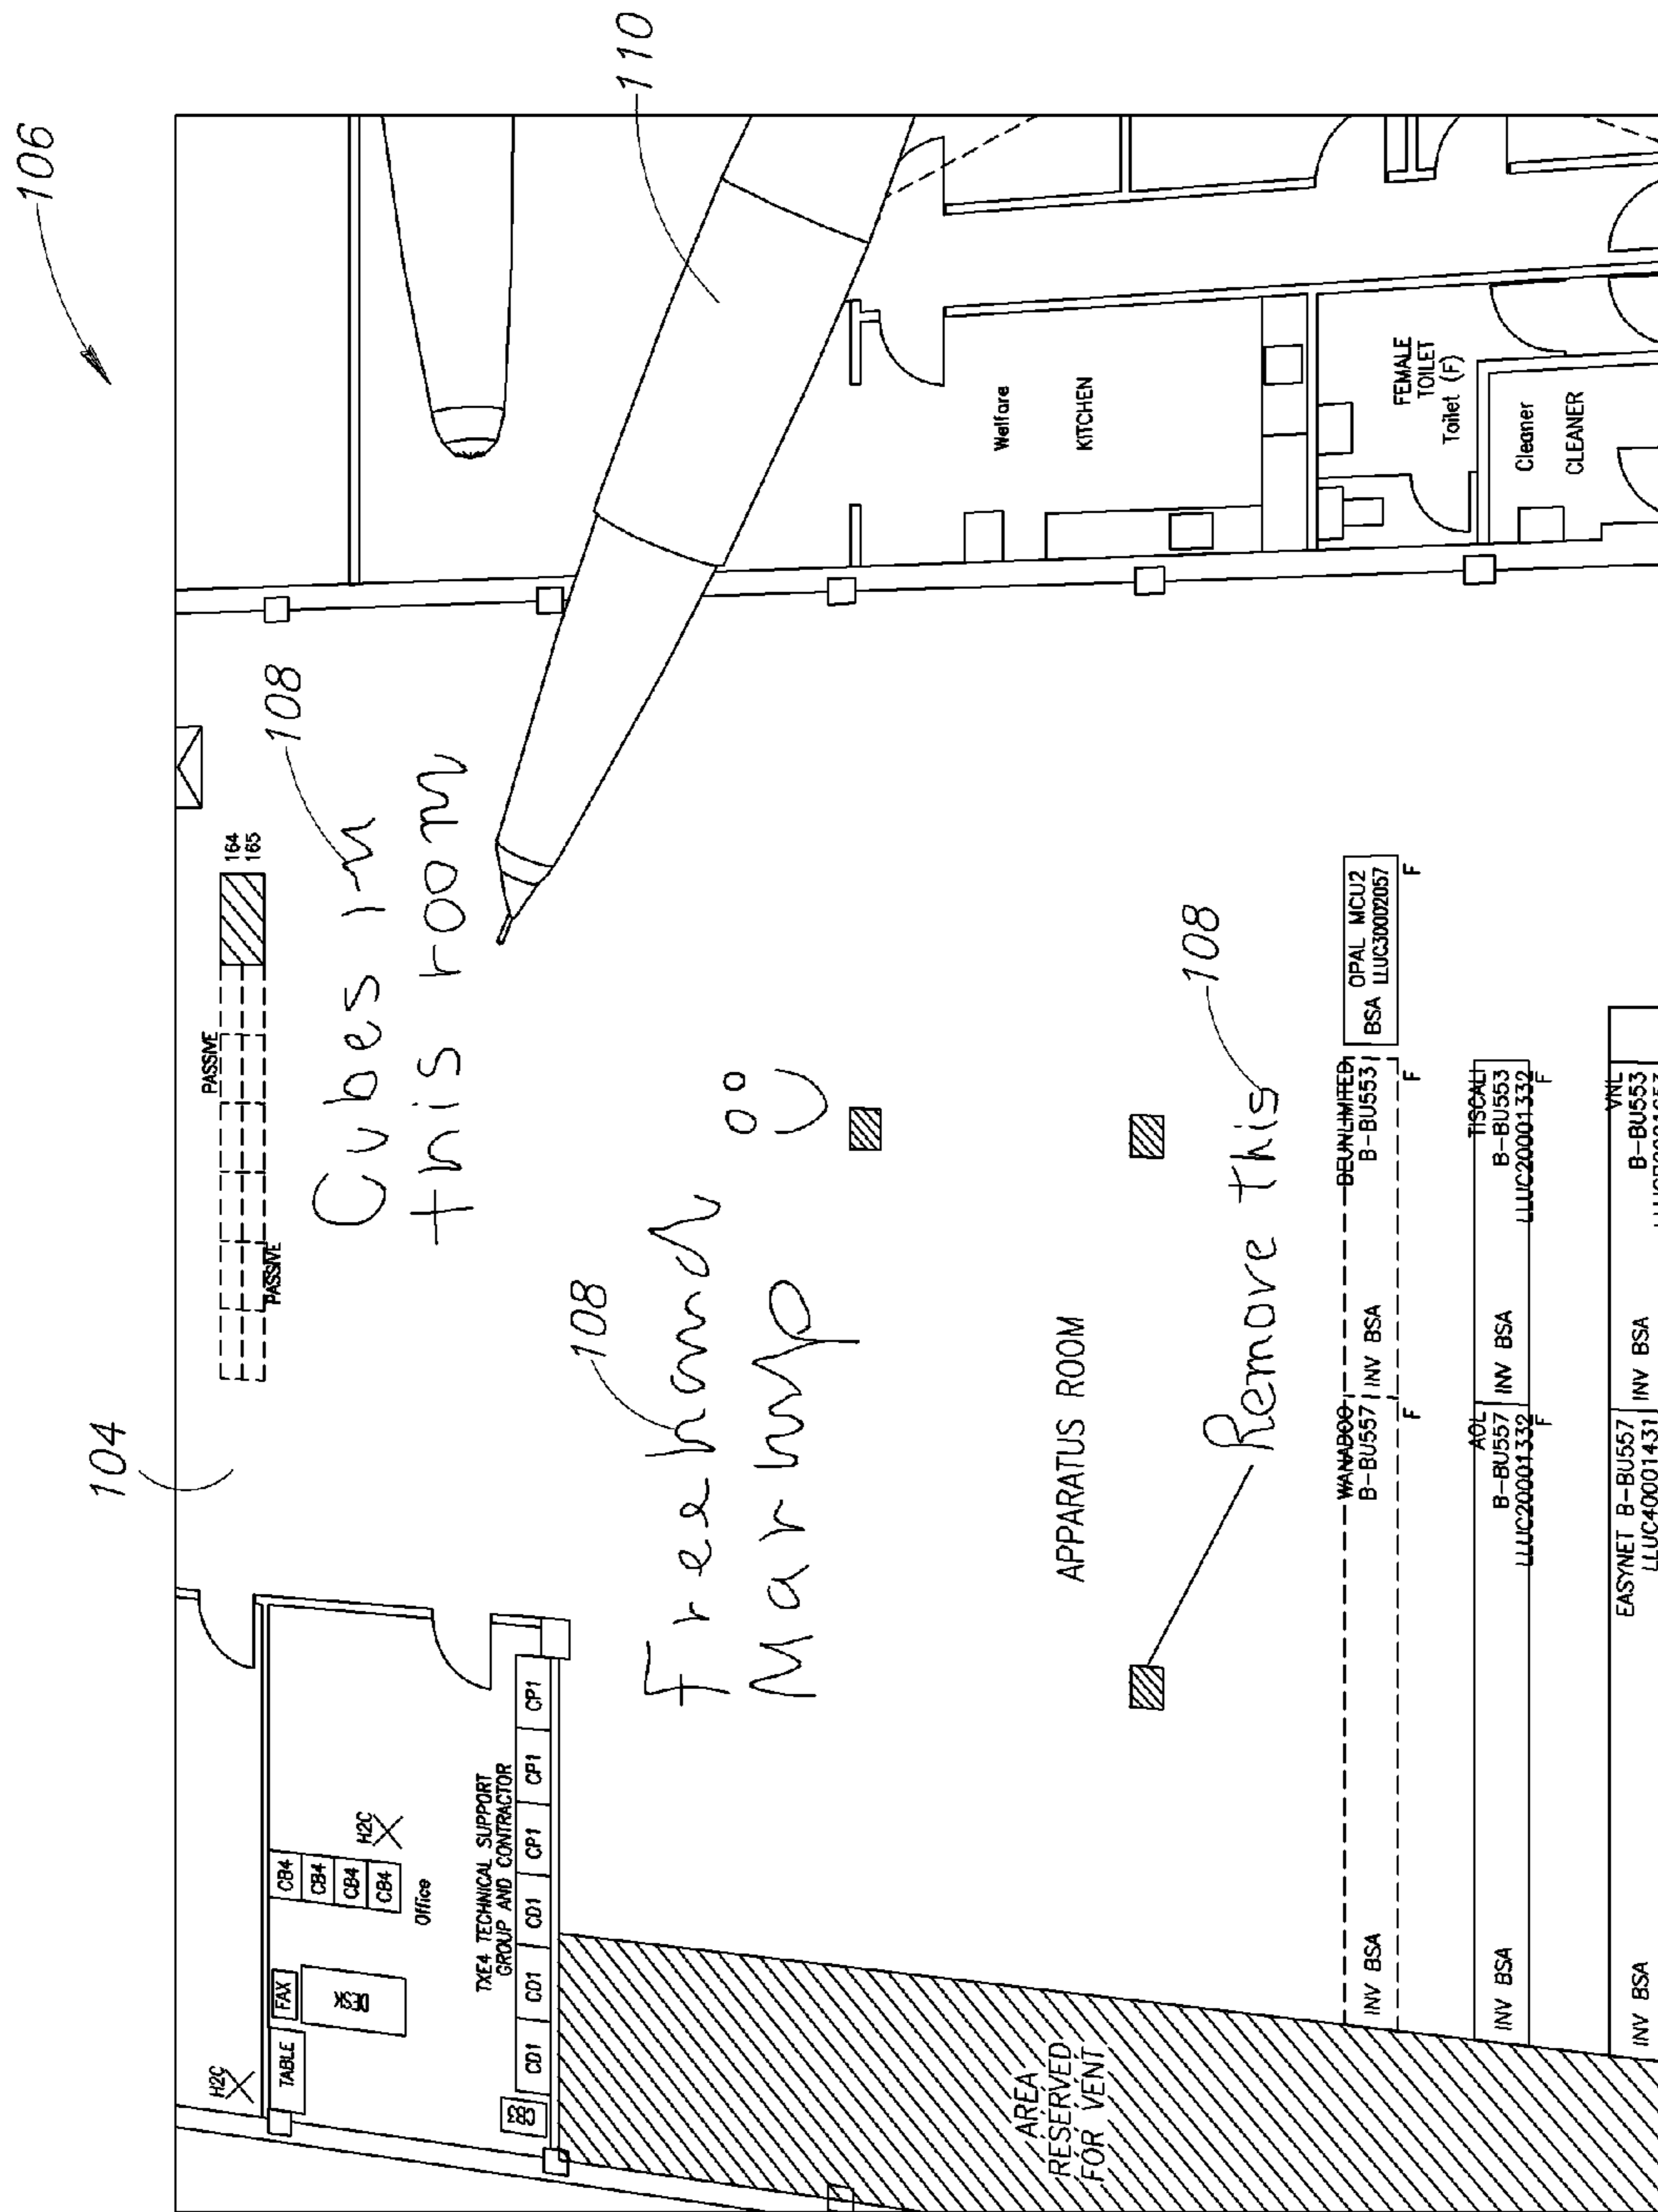 106
104
110
H2C
164
165
PASSIVE
PASSIVE
TABLE
FAX
DESK
CB4
CB4
CB4
CB4
H2C
Office
108
Cubes in
this room
TXE4 TECHNICAL SUPPORT
GROUP AND CONTRACTOR
CB3
CD1 CD1 CD1 CP1 CP1 CP1
108
Freehand
Markup
Welfare
KITCHEN
AREA
RESERVED
FOR VENT
APPARATUS ROOM
108
Remove this
INV BSA
WANADOO
B-BU557
INV BSA
BEUNLIMITED
B-BU553
BSA OPAL MCU2
LLUC30002057
F
F
F
FEMALE
TOILET
Toilet (F)
INV BSA
AOL
B-BU557
LLUC20001332
F
INV BSA
TISCALI
B-BU553
LLUC20001332
F
Cleaner
CLEANER
INV BSA
EASYNET B-BU557
LLUC40001431
INV BSA
VNL
B-BU553